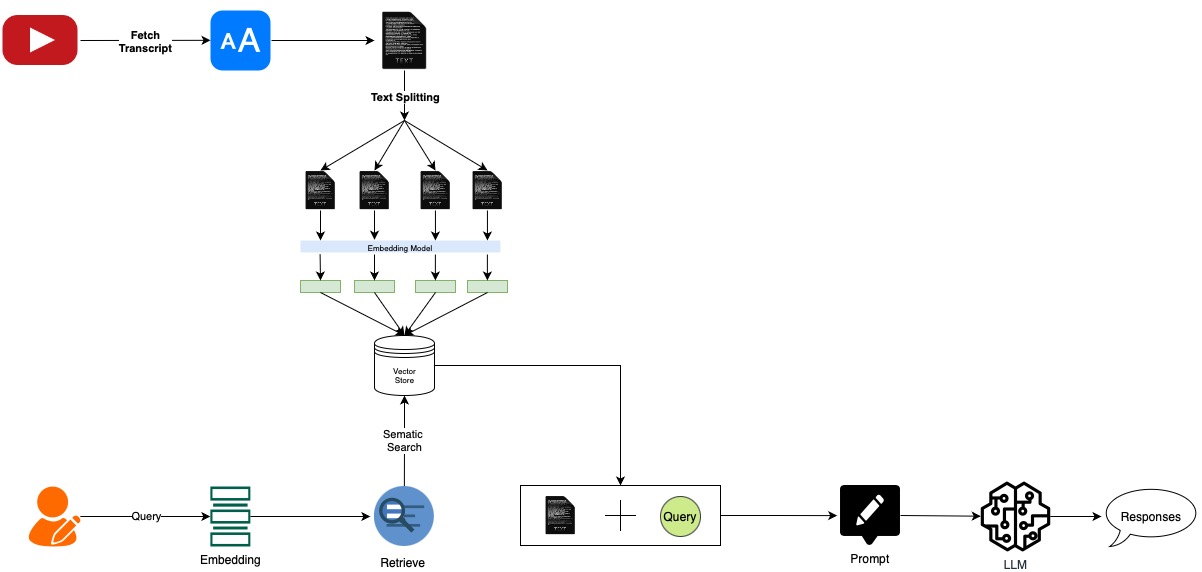 Fetch
Transcript
AA
TEXT
Text Splitting
TEXT
TEXT
TEXT
TEXT
Embedding Model
Vector
Store
Sematic
Search
Query
Embedding
Retrieve
Query
Prompt
LLM
Responses